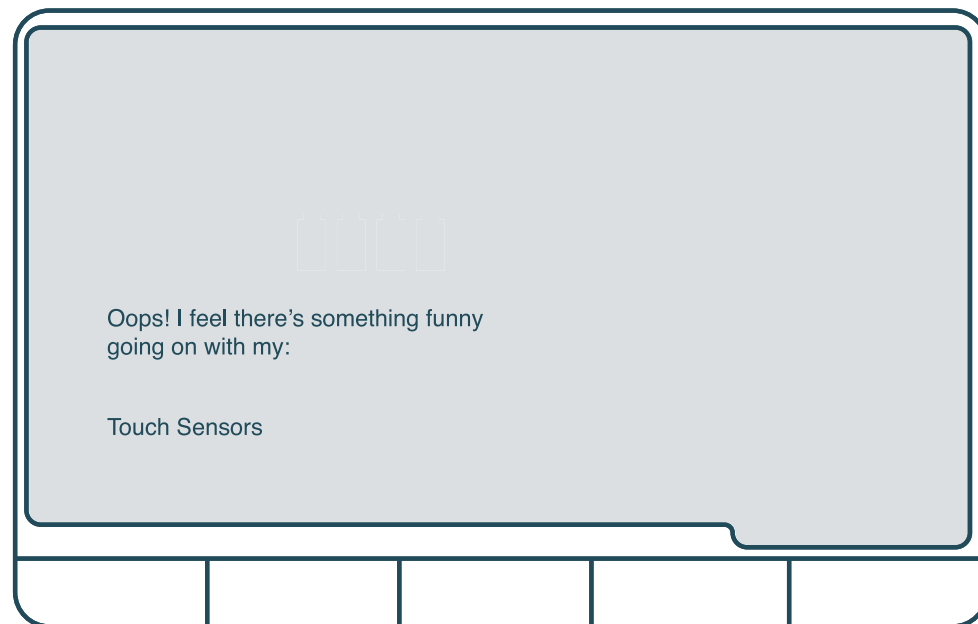 Oops! I feel there’s something funny
going on with my:
Touch Sensors